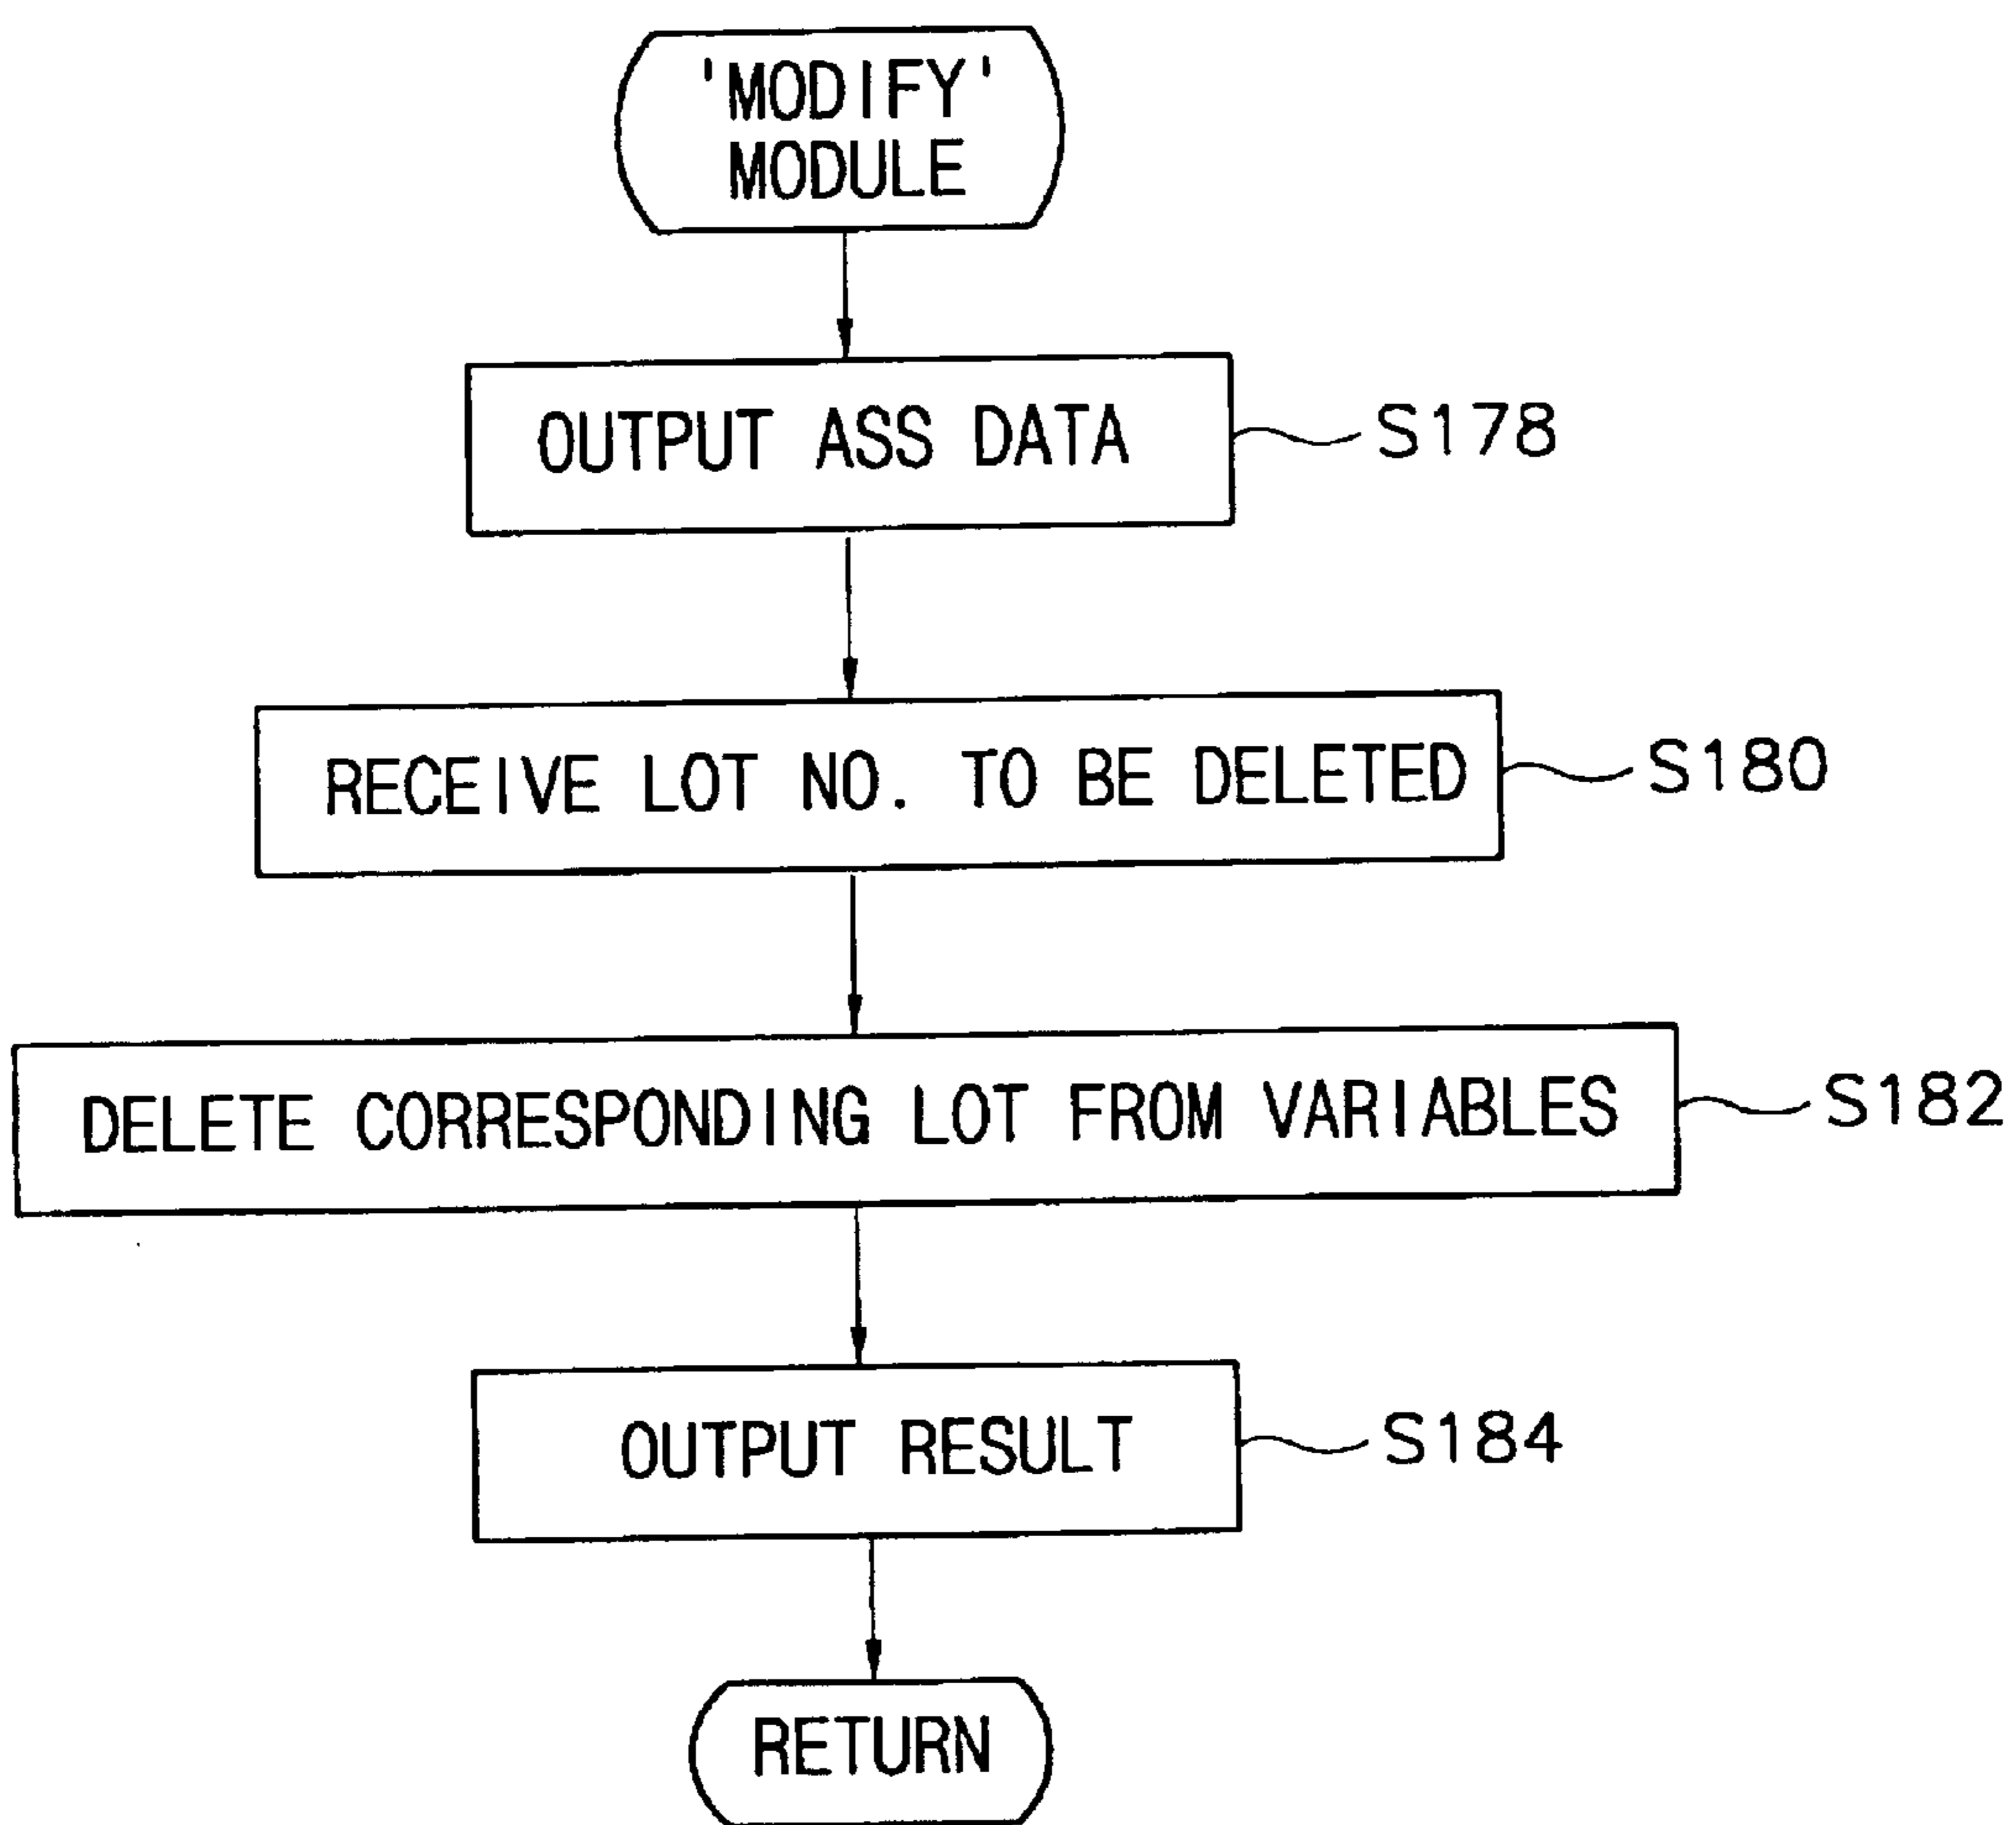 'MODIFY'
MODULE
OUTPUT ASS DATA
S178
RECEIVE LOT NO. TO BE DELETED
S180
DELETE CORRESPONDING LOT FROM VARIABLES
S182
OUTPUT RESULT
S184
RETURN